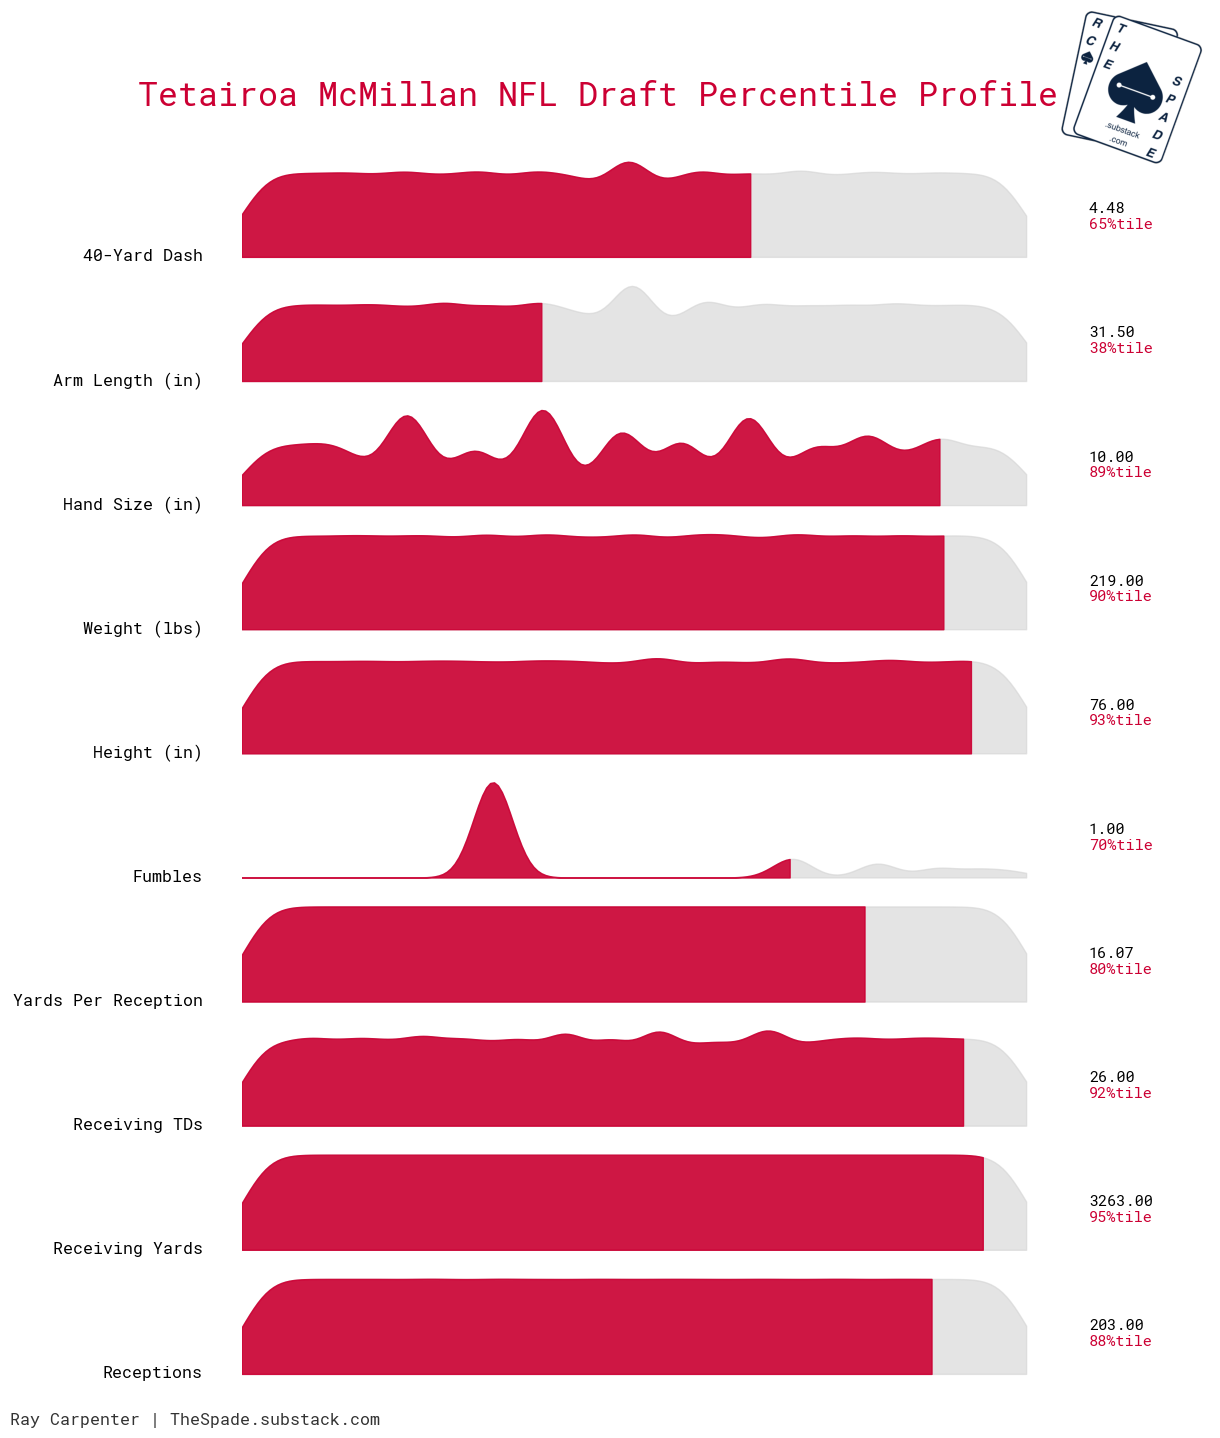 RC
THE
SPADE
.substack
.com
Tetairoa McMillan NFL Draft Percentile Profile
40-Yard Dash
4.48
65%tile
Arm Length (in)
31.50
38%tile
Hand Size (in)
10.00
89%tile
Weight (lbs)
219.00
90%tile
Height (in)
76.00
93%tile
Fumbles
1.00
70%tile
Yards Per Reception
16.07
80%tile
Receiving TDs
26.00
92%tile
Receiving Yards
3263.00
95%tile
Receptions
203.00
88%tile
Ray Carpenter | TheSpade.substack.com